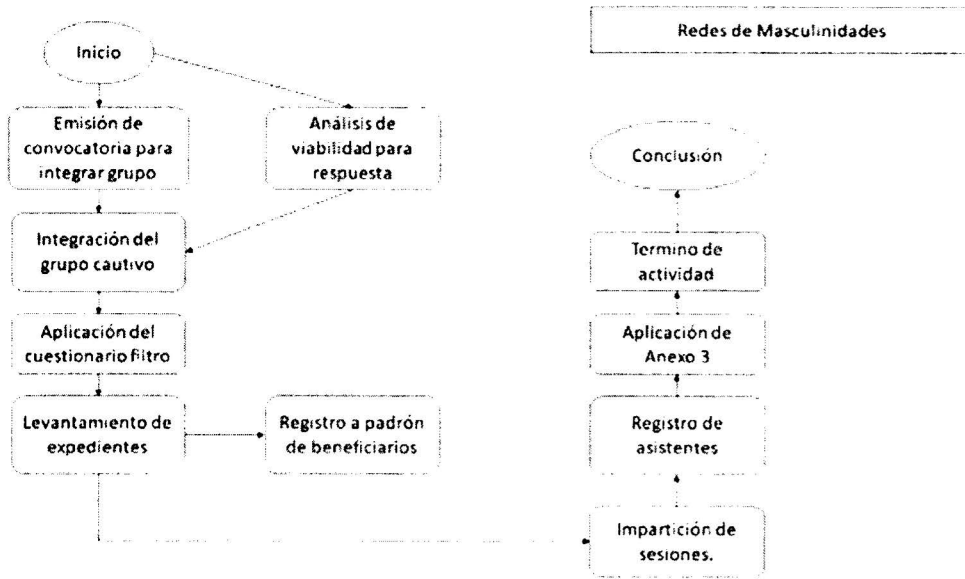 Redes de Masculinidades
Inicio
Emisión de
convocatoria para
integrar grupo
Análisis de
viabilidad para
respuesta
Integración del
grupo cautivo
Aplicación del
cuestionario filtro
Levantamiento de
expedientes
Registro a padrón
de beneficiarios
Impartición de
sesiones.
Registro de
asistentes
Aplicación de
Anexo 3
Termino de
actividad
Conclusión